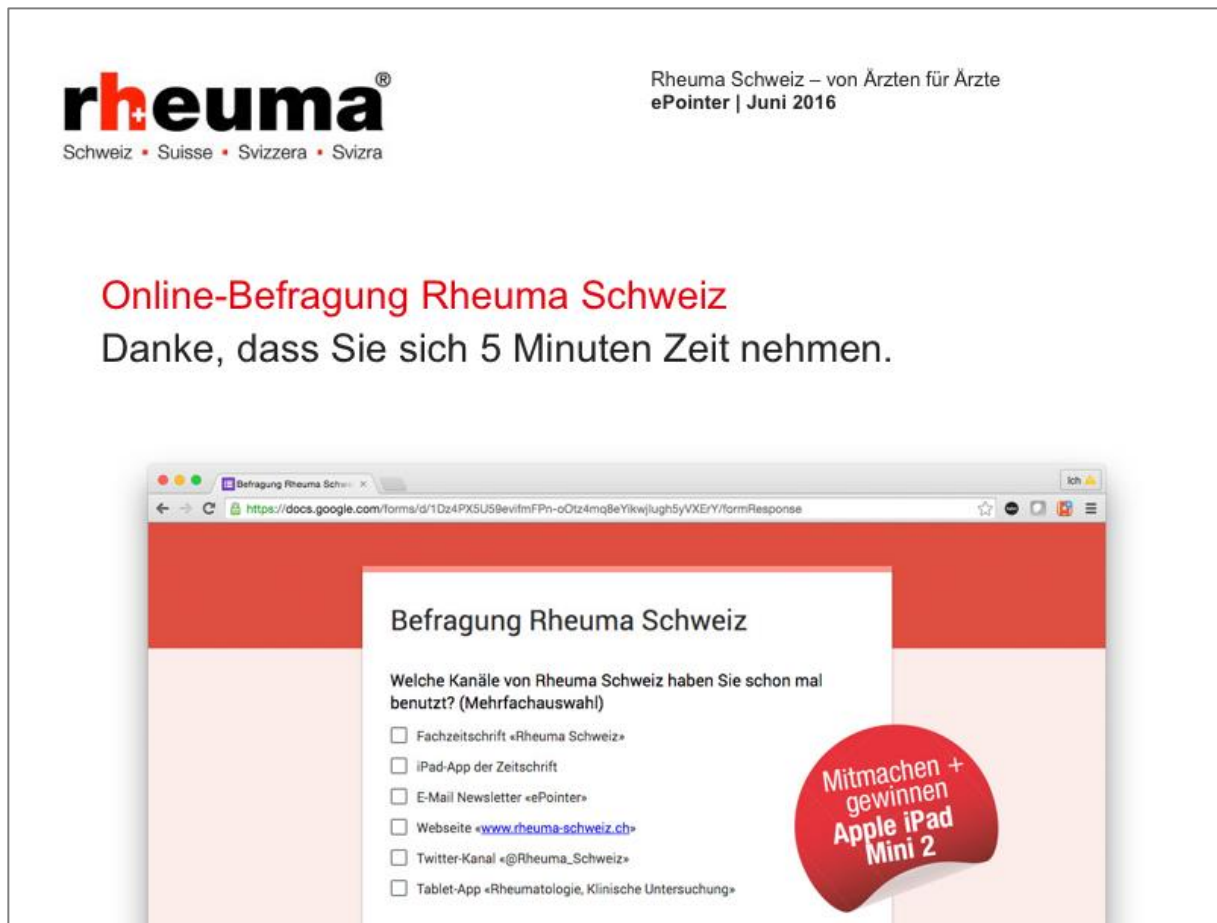 rheuma®
Schweiz • Suisse • Svizzera • Svizra
Rheuma Schweiz – von Ärzten für Ärzte
ePointer | Juni 2016
Online-Befragung Rheuma Schweiz
Danke, dass Sie sich 5 Minuten Zeit nehmen.
Befragung Rheuma Schwei
Ich
https://docs.google.com/forms/d/1Dz4PX5U59evifmFPn-oOtz4mq8eYikwjlugh5yVXErY/formResponse
Befragung Rheuma Schweiz
Welche Kanäle von Rheuma Schweiz haben Sie schon mal
benutzt? (Mehrfachauswahl)
Fachzeitschrift «Rheuma Schweiz»
iPad-App der Zeitschrift
E-Mail Newsletter «ePointer»
Webseite «www.rheuma-schweiz.ch»
Twitter-Kanal «@Rheuma_Schweiz»
Tablet-App «Rheumatologie, Klinische Untersuchung»
Mitmachen +
gewinnen
Apple iPad
Mini 2